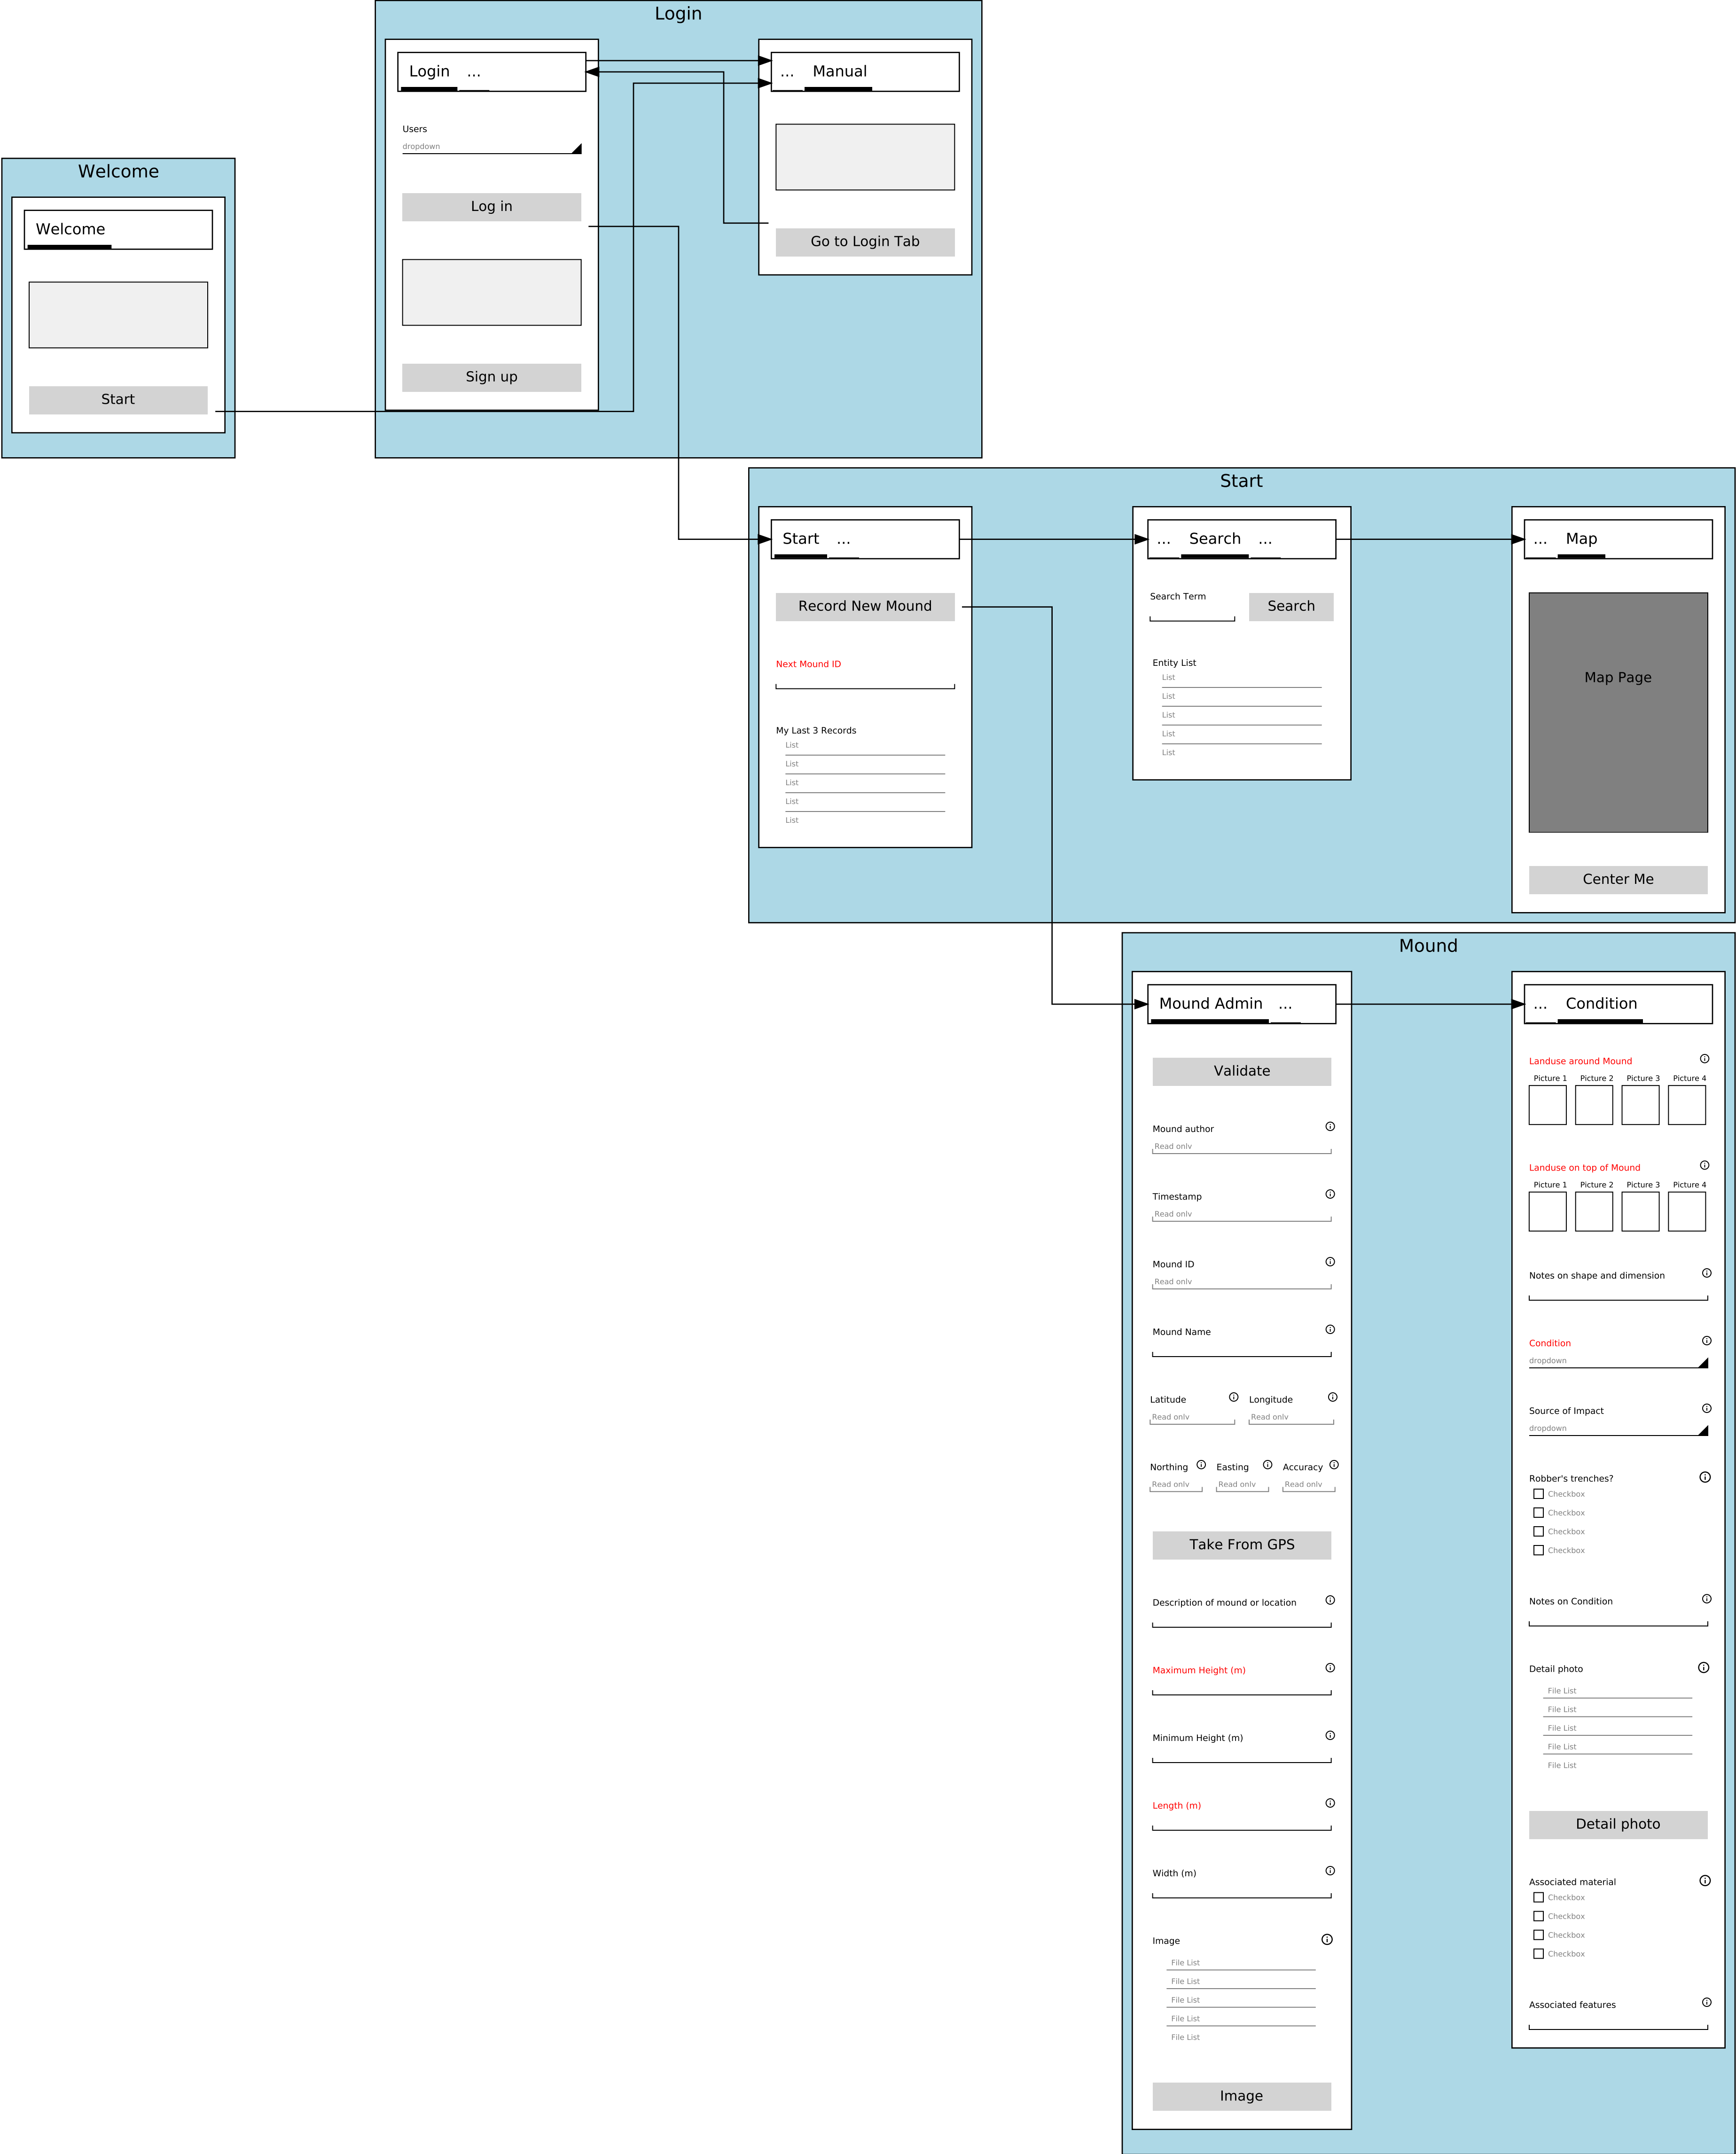 Login
Login ...
Users
dropdown
Log in
Sign up
... Manual
Go to Login Tab
Welcome
Welcome
Start
Start
Start ...
Record New Mound
Next Mound ID
My Last 3 Records
List
List
List
List
List
... Search ...
Search Term
Search
Entity List
List
List
List
List
List
... Map
Map Page
Center Me
Mound
Mound Admin ...
Validate
Mound author
Read only
Timestamp
Read only
Mound ID
Read only
Mound Name
Latitude Longitude
Read only Read only
Northing Easting Accuracy
Read only Read only Read only
Take From GPS
Description of mound or location
Maximum Height (m)
Minimum Height (m)
Length (m)
Width (m)
Image
File List
File List
File List
File List
File List
Image
... Condition
Landuse around Mound
Picture 1 Picture 2 Picture 3 Picture 4
Landuse on top of Mound
Picture 1 Picture 2 Picture 3 Picture 4
Notes on shape and dimension
Condition
dropdown
Source of Impact
dropdown
Robber's trenches?
Checkbox
Checkbox
Checkbox
Checkbox
Notes on Condition
Detail photo
File List
File List
File List
File List
File List
Detail photo
Associated material
Checkbox
Checkbox
Checkbox
Checkbox
Associated features